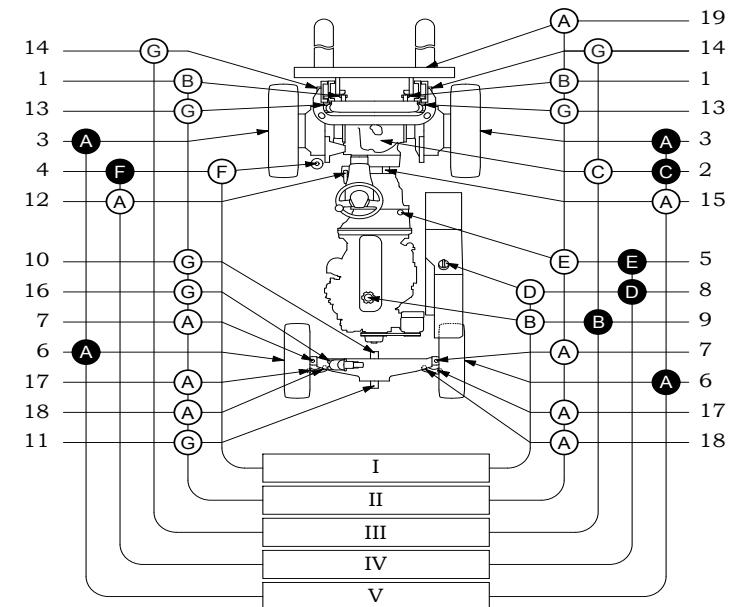 A 19
14 G G 14
1 B B 1
13 G G 13
3 A A 3
4 F F C C 2
12 A A 15
10 G E E 5
16 G D D 8
7 A B B 9
6 A A 7
17 A A 6
18 A A 17
11 G A 18
I
II
III
IV
V